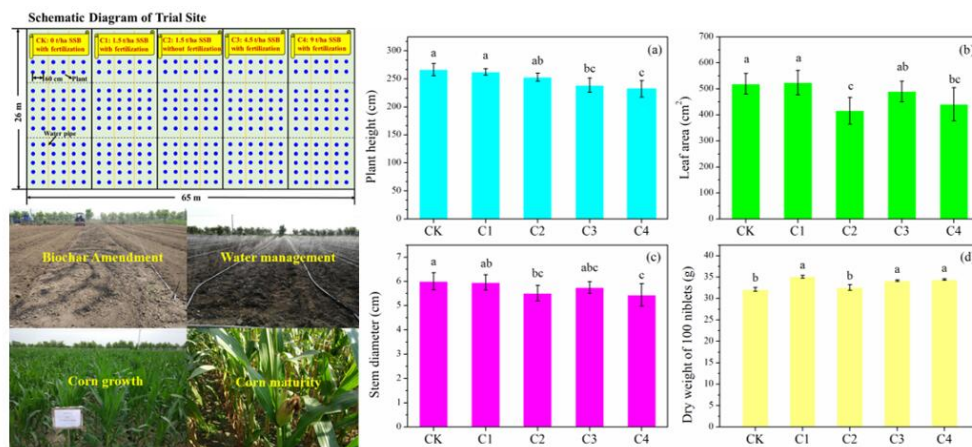 Schematic Diagram of Trial Site
CK: 0 t/ha SSB
with fertilization
C1: 1.5 t/ha SSB
with fertilization
C2: 1.5 t/ha SSB
without fertilization
C3: 4.5 t/ha SSB
with fertilization
C4: 9 t/ha SSB
with fertilization
160 cm
Plant
Water pipe
26 m
65 m
Biochar Amendment
Water management
Corn growth
Corn maturity
(a)
Plant height (cm)
300
250
200
150
100
50
0
a
a
ab
bc
c
CK C1 C2 C3 C4
(b)
Leaf area (cm²)
700
600
500
400
300
200
100
0
a
a
c
ab
c
CK C1 C2 C3 C4
(c)
Stem diameter (cm)
7
6
5
4
3
2
1
0
a
ab
bc
abc
c
CK C1 C2 C3 C4
(d)
Dry weight of 100 niblets (g)
40
35
30
25
20
15
10
5
0
b
a
b
a
a
CK C1 C2 C3 C4